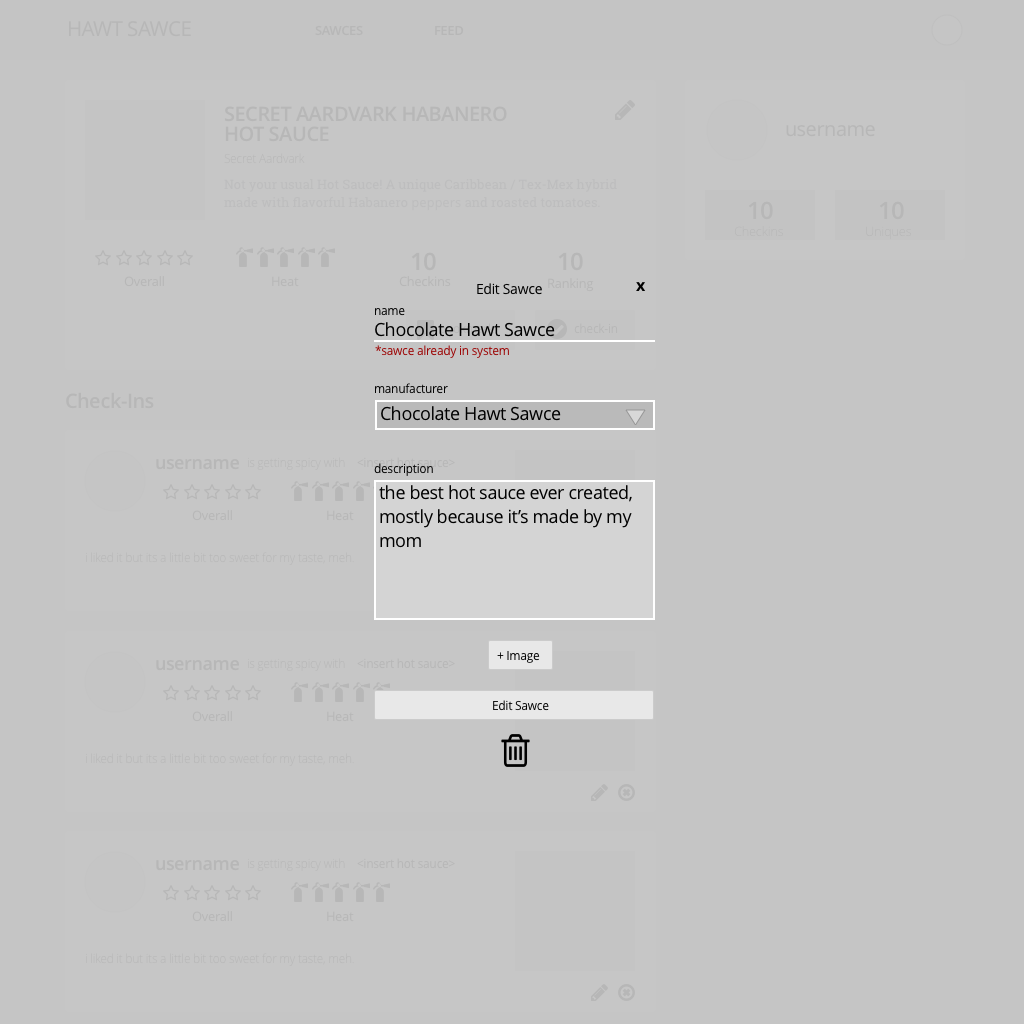 HAWT SAWCE
SAWCES
FEED
SECRET AARDVARK HABANERO
HOT SAUCE
Secret Aardvark
Not your usual Hot Sauce! A unique Caribbean / Tex-Mex hybrid
made with flavorful Habanero peppers and roasted tomatoes.
Overall
Heat
10
Checkins
10
Ranking
check-in
username
10
Checkins
10
Uniques
Edit Sawce
x
name
Chocolate Hawt Sawce
*sawce already in system
manufacturer
Chocolate Hawt Sawce
description
the best hot sauce ever created,
mostly because it’s made by my
mom
+ Image
Edit Sawce
Check-Ins
username is getting spicy with <insert hot sauce>
Overall
Heat
I liked it but it's a little bit too sweet for my taste, meh
username is getting spicy with <insert hot sauce>
Overall
Heat
I liked it but it's a little bit too sweet for my taste, meh
username is getting spicy with <insert hot sauce>
Overall
Heat
I liked it but it's a little bit too sweet for my taste, meh